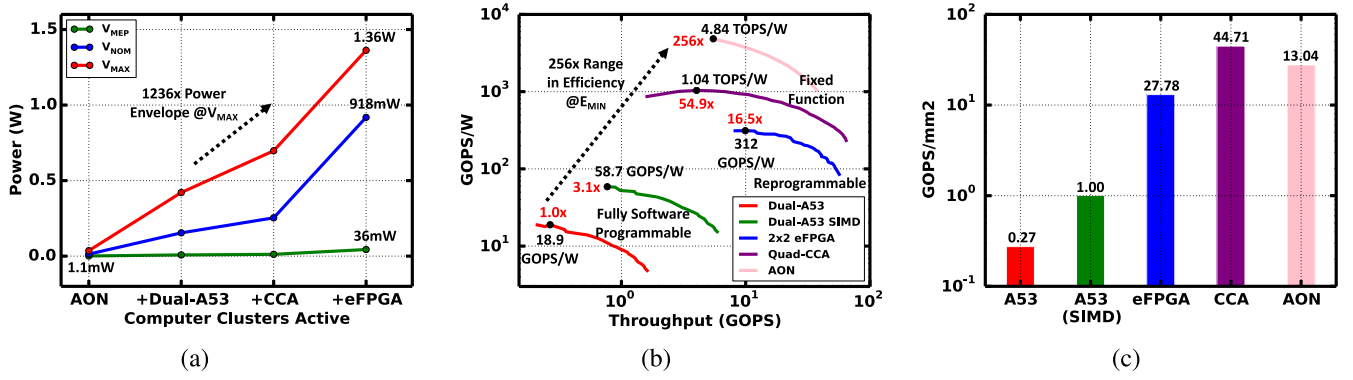 1.5
1.0
0.5
0.0
Power (W)
V_MEP
V_NOM
V_MAX
1.36W
1236x Power
Envelope @V_MAX
918mW
36mW
1.1mW
AON
+Dual-A53
+CCA
+eFPGA
Computer Clusters Active
(a)
10^4
10^3
10^2
10^1
GOPS/W
256x
4.84 TOPS/W
256x Range
in Efficiency
@E_MIN
1.04 TOPS/W
54.9x
Fixed
Function
16.5x
312
GOPS/W
Reprogrammable
58.7 GOPS/W
3.1x
Fully Software
Programmable
1.0x
18.9
GOPS/W
Dual-A53
Dual-A53 SIMD
2x2 eFPGA
Quad-CCA
AON
10^0
10^1
10^2
Throughput (GOPS)
(b)
10^2
10^1
10^0
10^-1
GOPS/mm2
0.27
1.00
27.78
44.71
13.04
A53
A53
(SIMD)
eFPGA
CCA
AON
(c)